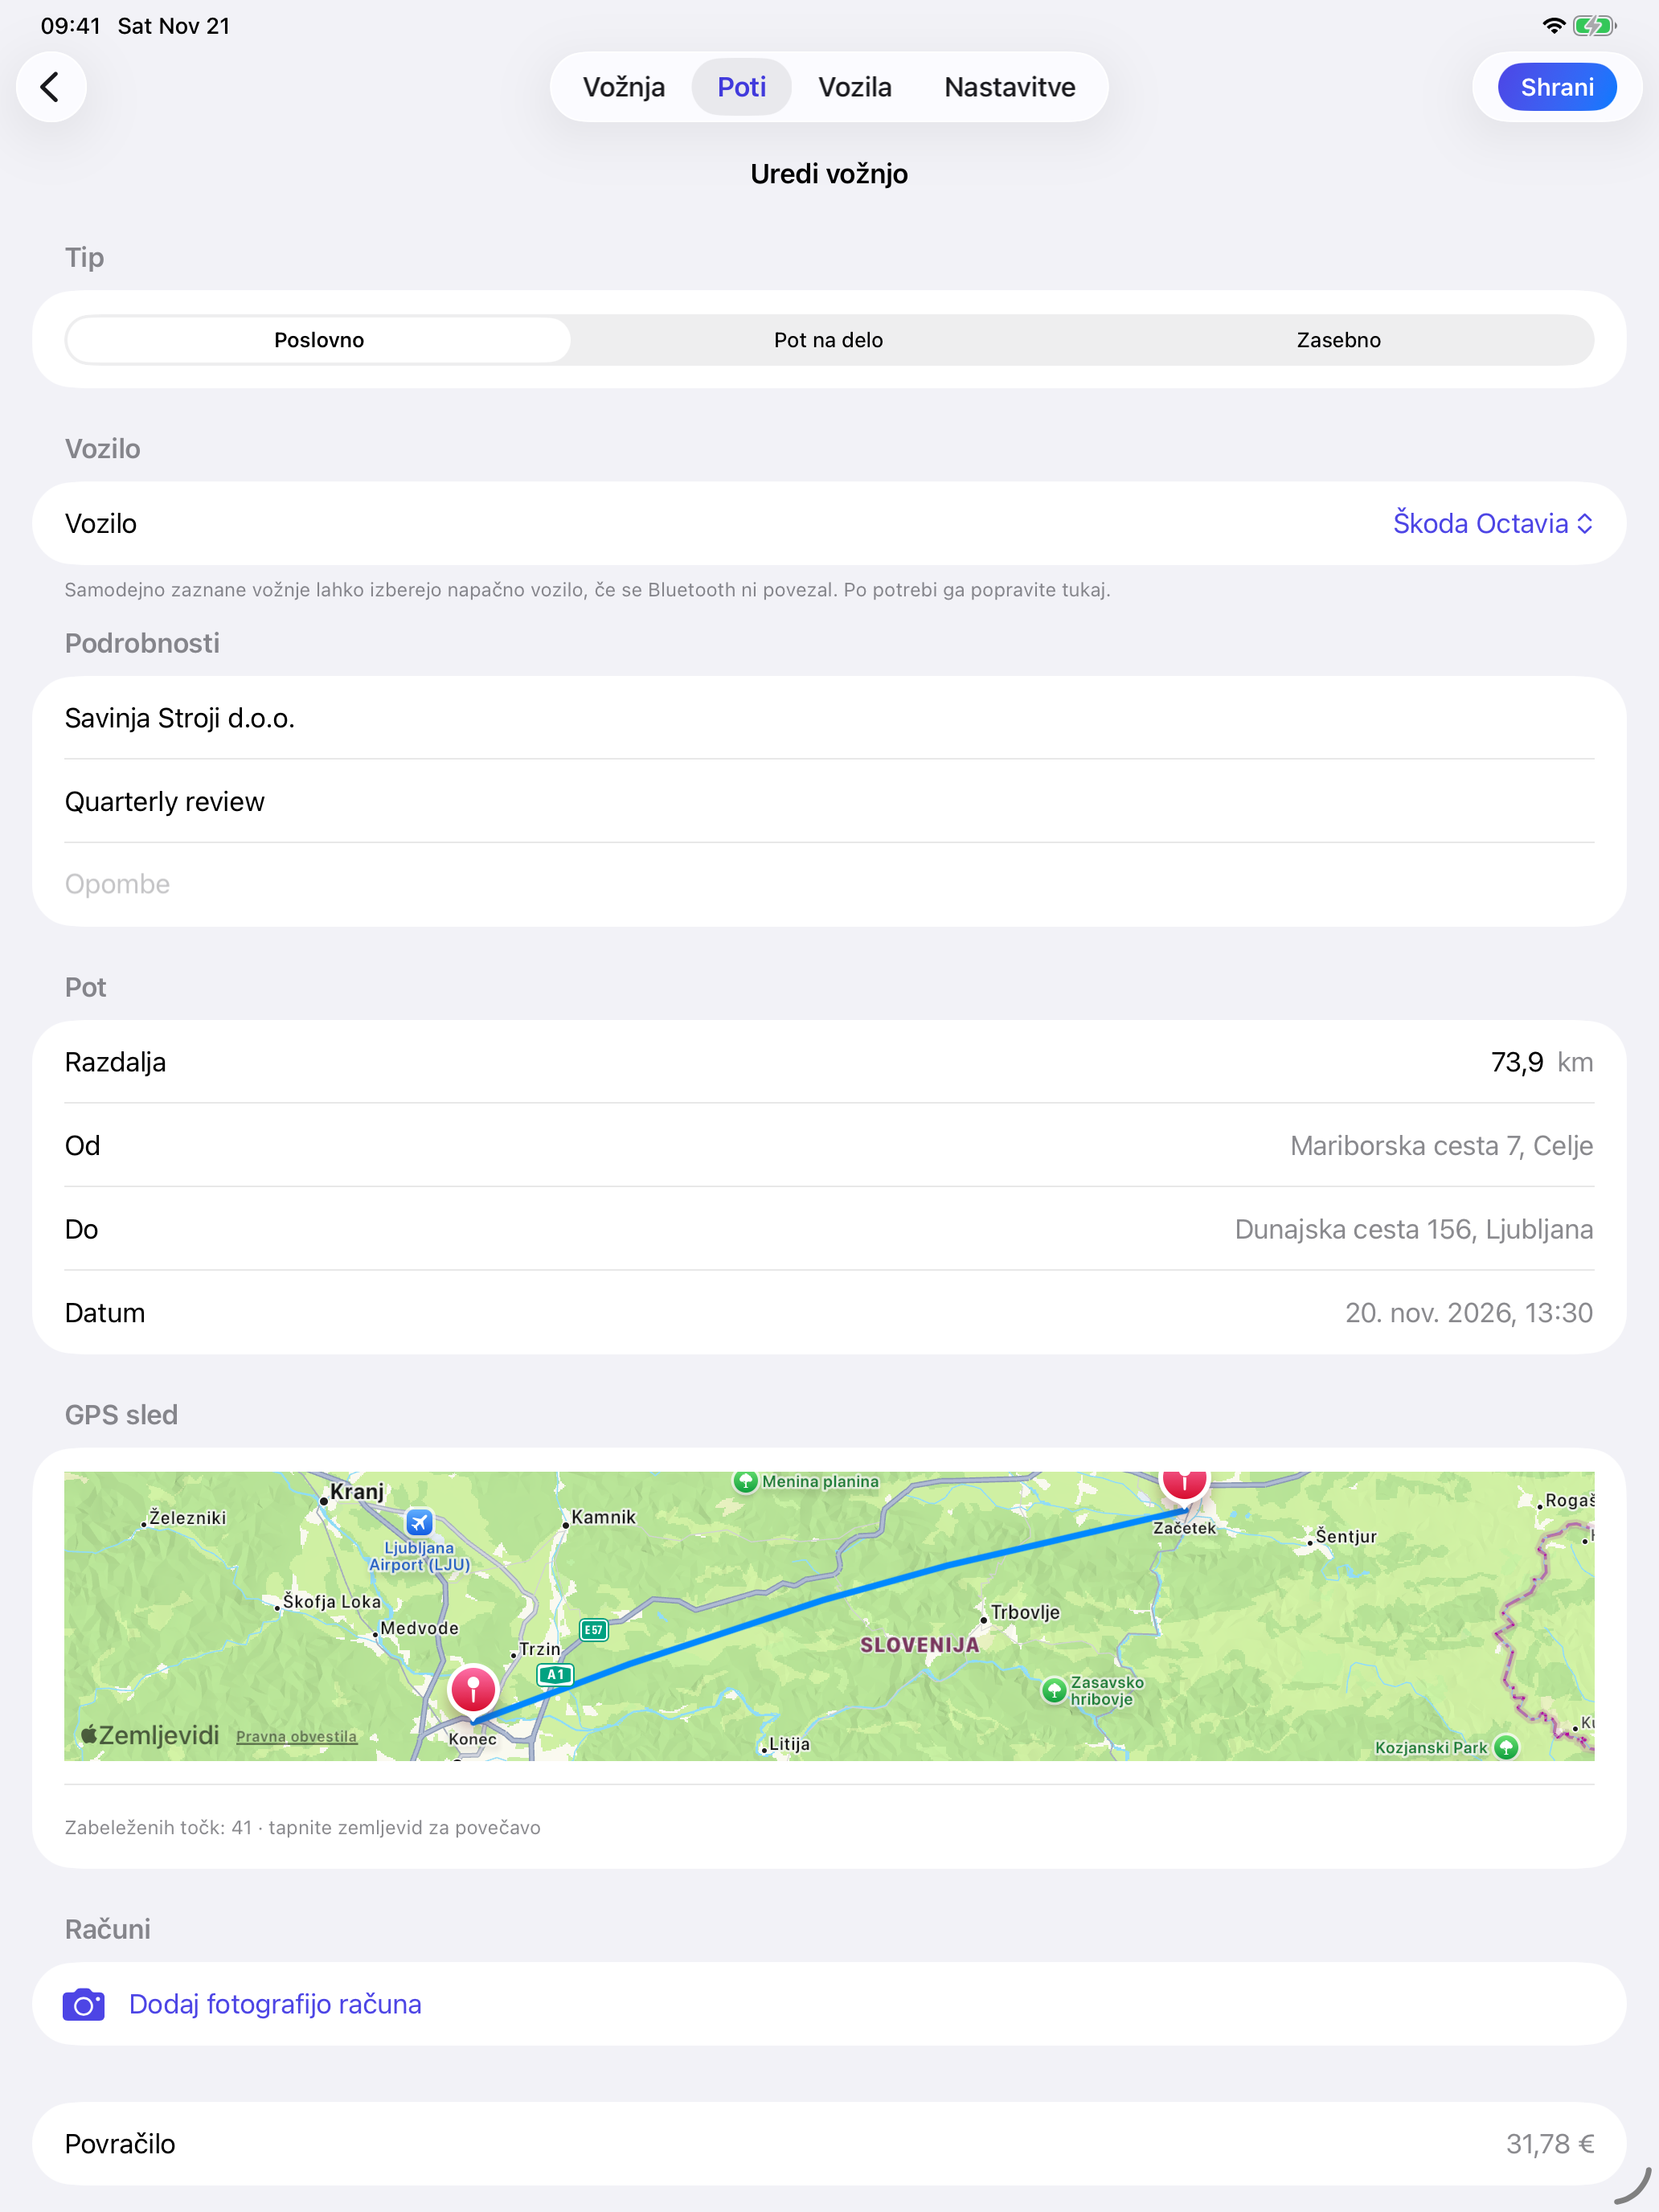 09:41 Sat Nov 21
Vožnja Poti Vozila Nastavitve
Shrani
Uredi vožnjo
Tip
Poslovno Pot na delo Zasebno
Vozilo
Vozilo Škoda Octavia
Samodejno zaznane vožnje lahko izberejo napačno vozilo, če se Bluetooth ni povezal. Po potrebi ga popravite tukaj.
Podrobnosti
Savinja Stroji d.o.o.
Quarterly review
Opombe
Pot
Razdalja 73,9 km
Od Mariborska cesta 7, Celje
Do Dunajska cesta 156, Ljubljana
Datum 20. nov. 2026, 13:30
GPS sled
Menina planina
Kranj
Železniki
Kamnik
Začetek
Šentjur
Ljubljana
Airport (LJU)
Škofja Loka
Medvode
E57
Trbovlje
SLOVENIJA
Trzin
A1
Zasavsko
hribovje
Zemljevidi Pravna obvestila
Konec
Litija
Kozjanski Park
Zabeleženih točk: 41 · tapnite zemljevid za povečavo
Računi
Dodaj fotografijo računa
Povračilo 31,78 €